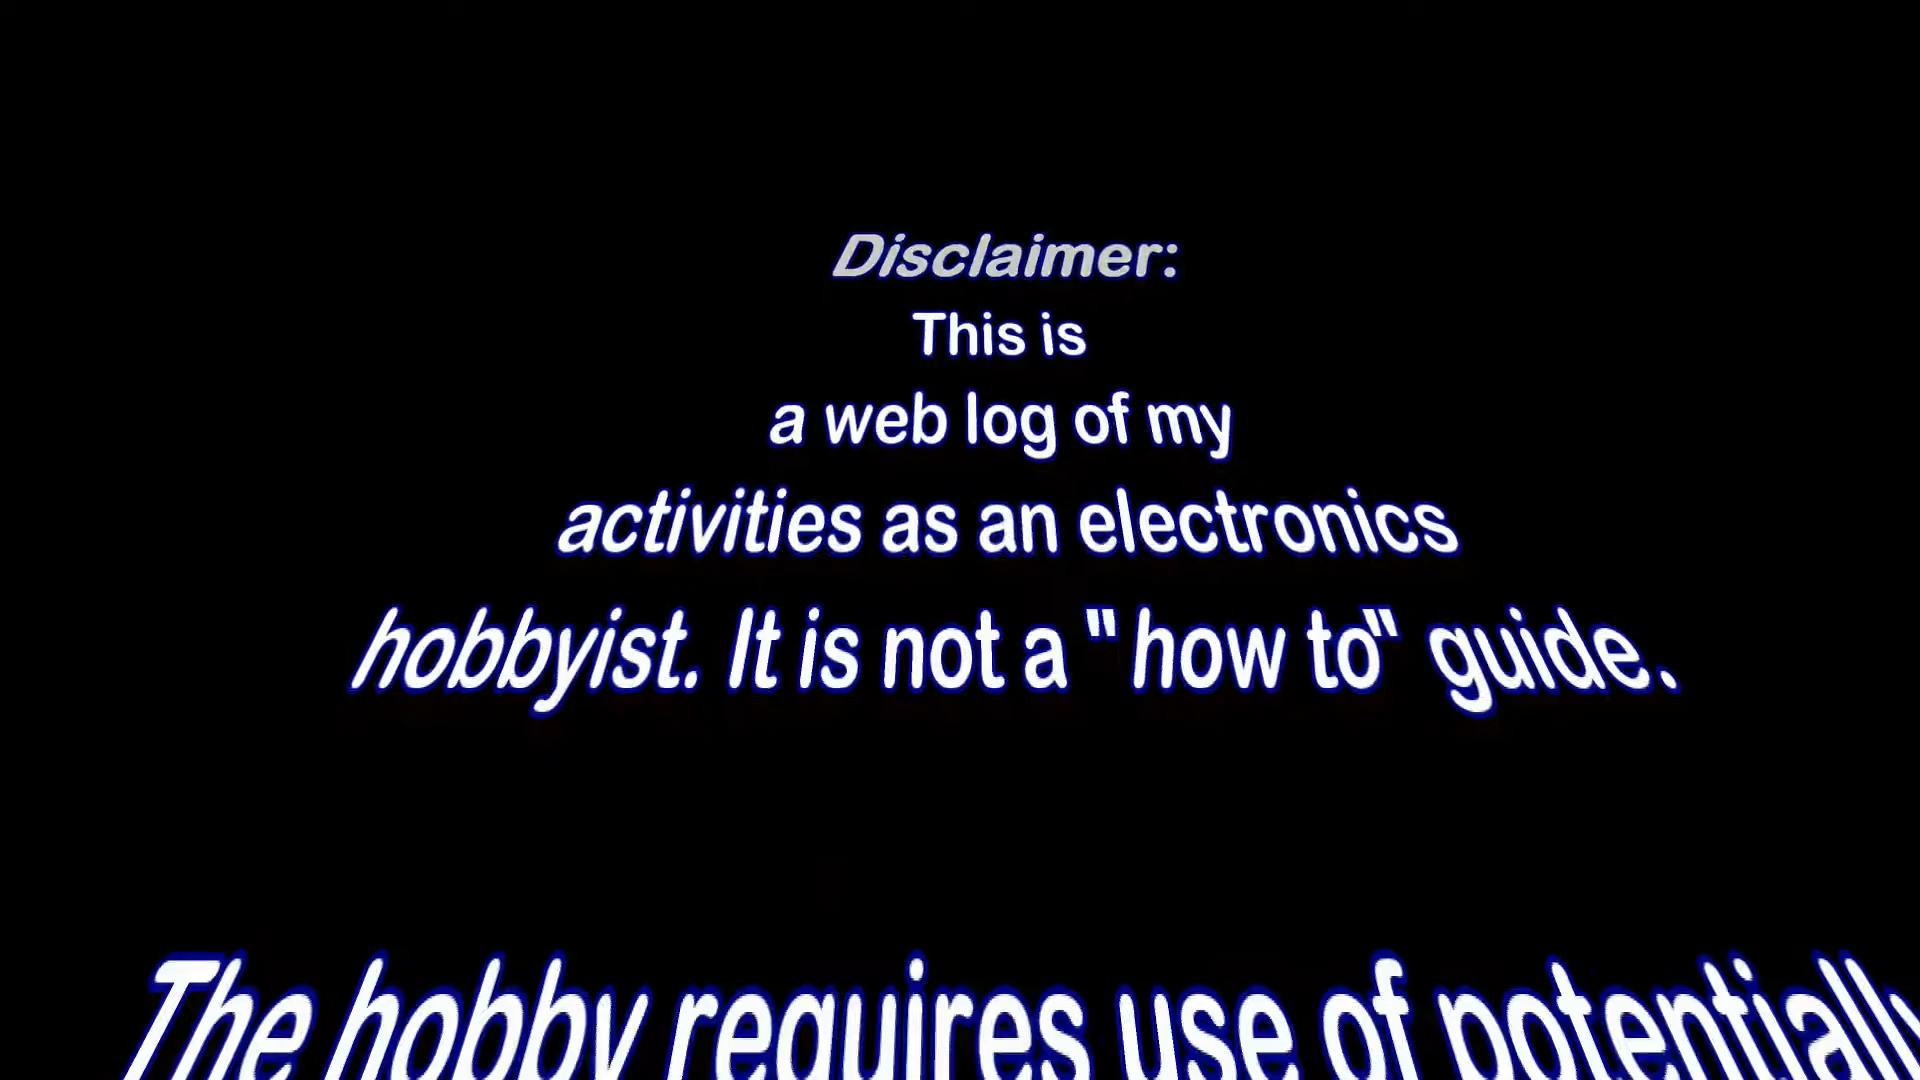 Disclaimer:
This is
a web log of my
activities as an electronics
hobbyist. It is not a "how to" guide.
The hobby requires use of potentially